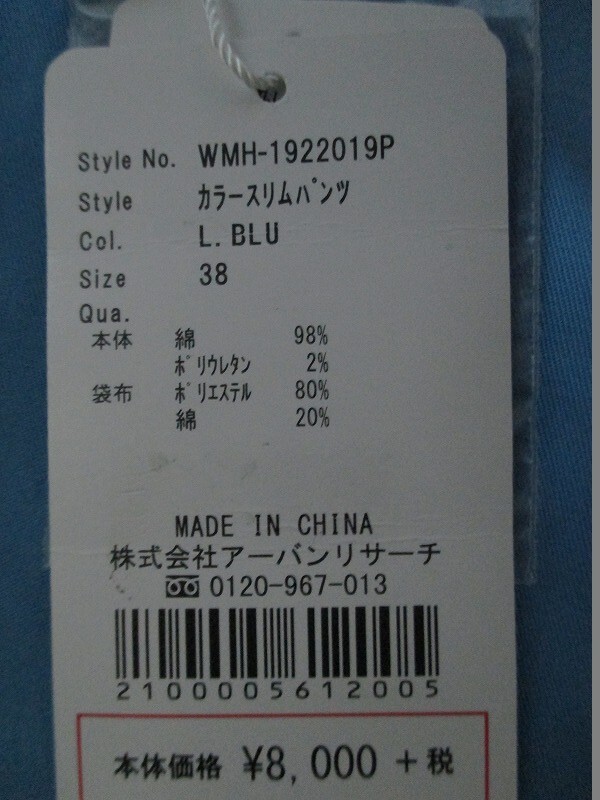 Style No. WMH-1922019P
Style カラースリムパンツ
Col. L. BLU
Size 38
Qua.
本体 綿 98%
ポリウレタン 2%
袋布 ポリエステル 80%
綿 20%
MADE IN CHINA
株式会社アーバンリサーチ
0120-967-013
2100005612005
本体価格 ¥8,000 +税